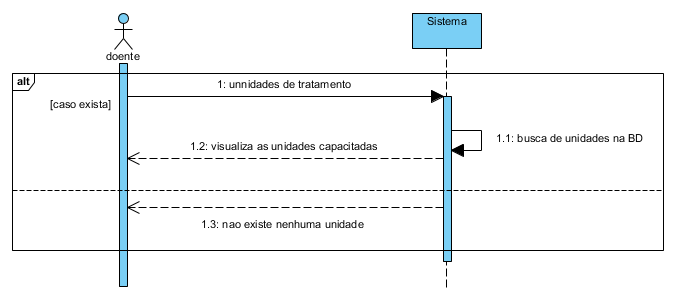 doente
Sistema
alt
1: unnidades de tratamento
[caso exista]
1.1: busca de unidades na BD
1.2: visualiza as unidades capacitadas
1.3: nao existe nenhuma unidade